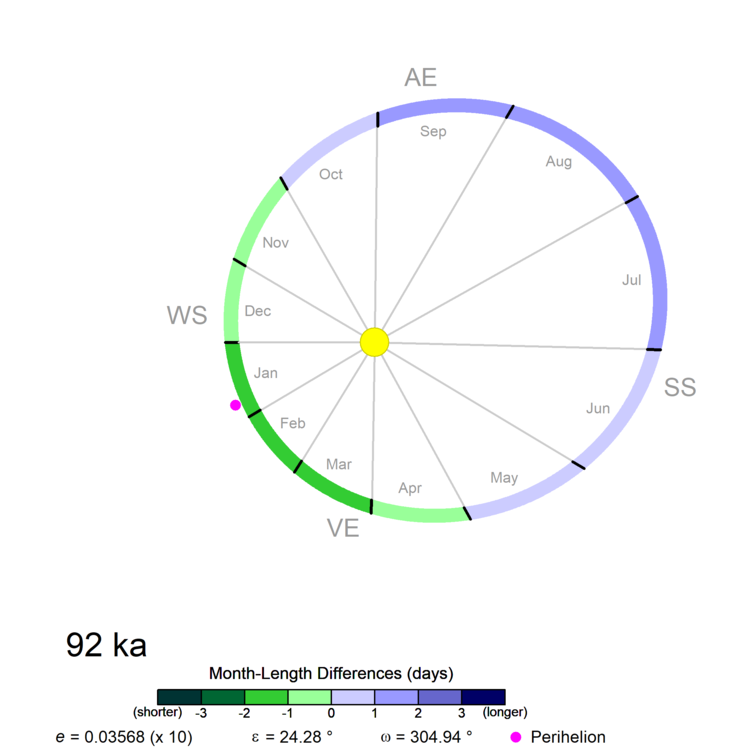 AE
Sep
Aug
Oct
Nov
Jul
Dec
WS
Jan
SS
Jun
Feb
Mar
May
Apr
VE
92 ka
Month-Length Differences (days)
(shorter) -3 -2 -1 0 1 2 3 (longer)
e = 0.03568 (x 10) ε = 24.28 ° ω = 304.94 ° Perihelion